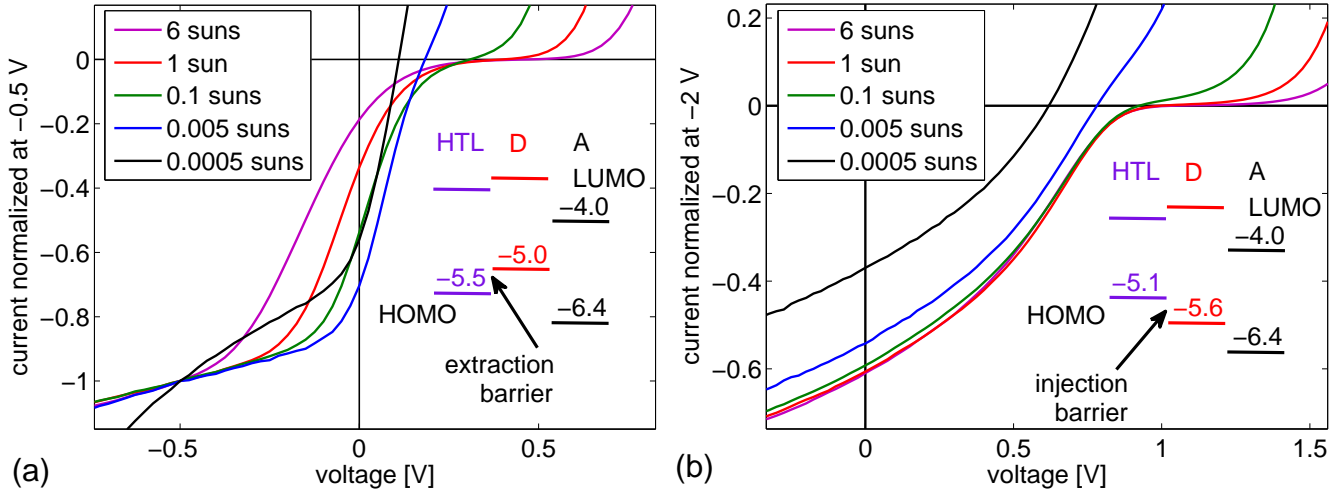 6 suns
1 sun
0.1 suns
0.005 suns
0.0005 suns
HTL D A
LUMO
−4.0
−5.0
−5.5
HOMO
−6.4
extraction
barrier
0
−0.2
−0.4
−0.6
−0.8
−1
−0.5 0 0.5
voltage [V]
current normalized at −0.5 V
(a)
6 suns
1 sun
0.1 suns
0.005 suns
0.0005 suns
HTL D A
LUMO
−4.0
−5.1
HOMO
−5.6
−6.4
injection
barrier
0.2
0
−0.2
−0.4
−0.6
0 0.5 1 1.5
voltage [V]
current normalized at −2 V
(b)